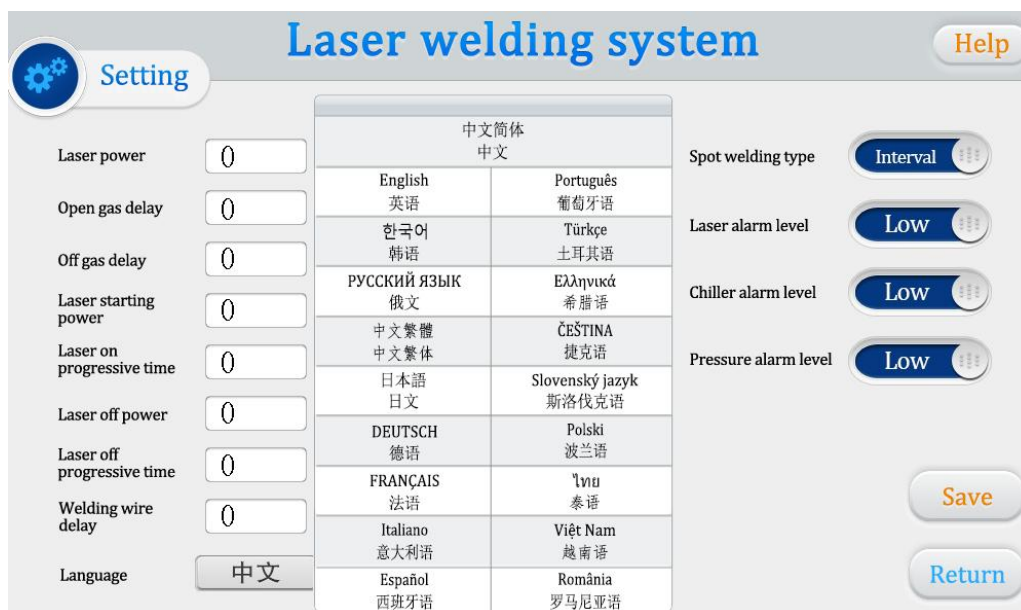 Laser welding system
Help
Setting
Laser power
0
Open gas delay
0
Off gas delay
0
Laser starting
power
0
Laser on
progressive time
0
Laser off power
0
Laser off
progressive time
0
Welding wire
delay
0
Language
中文
中文简体
中文
English
英语
Português
葡萄牙语
한국어
韩语
Türkçe
土耳其语
РУССКИЙ ЯЗЫК
俄文
Ελληνικά
希腊语
中文繁體
中文繁体
ČEŠTINA
捷克语
日本語
日文
Slovenský jazyk
斯洛伐克语
DEUTSCH
德语
Polski
波兰语
FRANÇAIS
法语
ไทย
泰语
Italiano
意大利语
Việt Nam
越南语
Español
西班牙语
România
罗马尼亚语
Spot welding type
Interval
Laser alarm level
Low
Chiller alarm level
Low
Pressure alarm level
Low
Save
Return